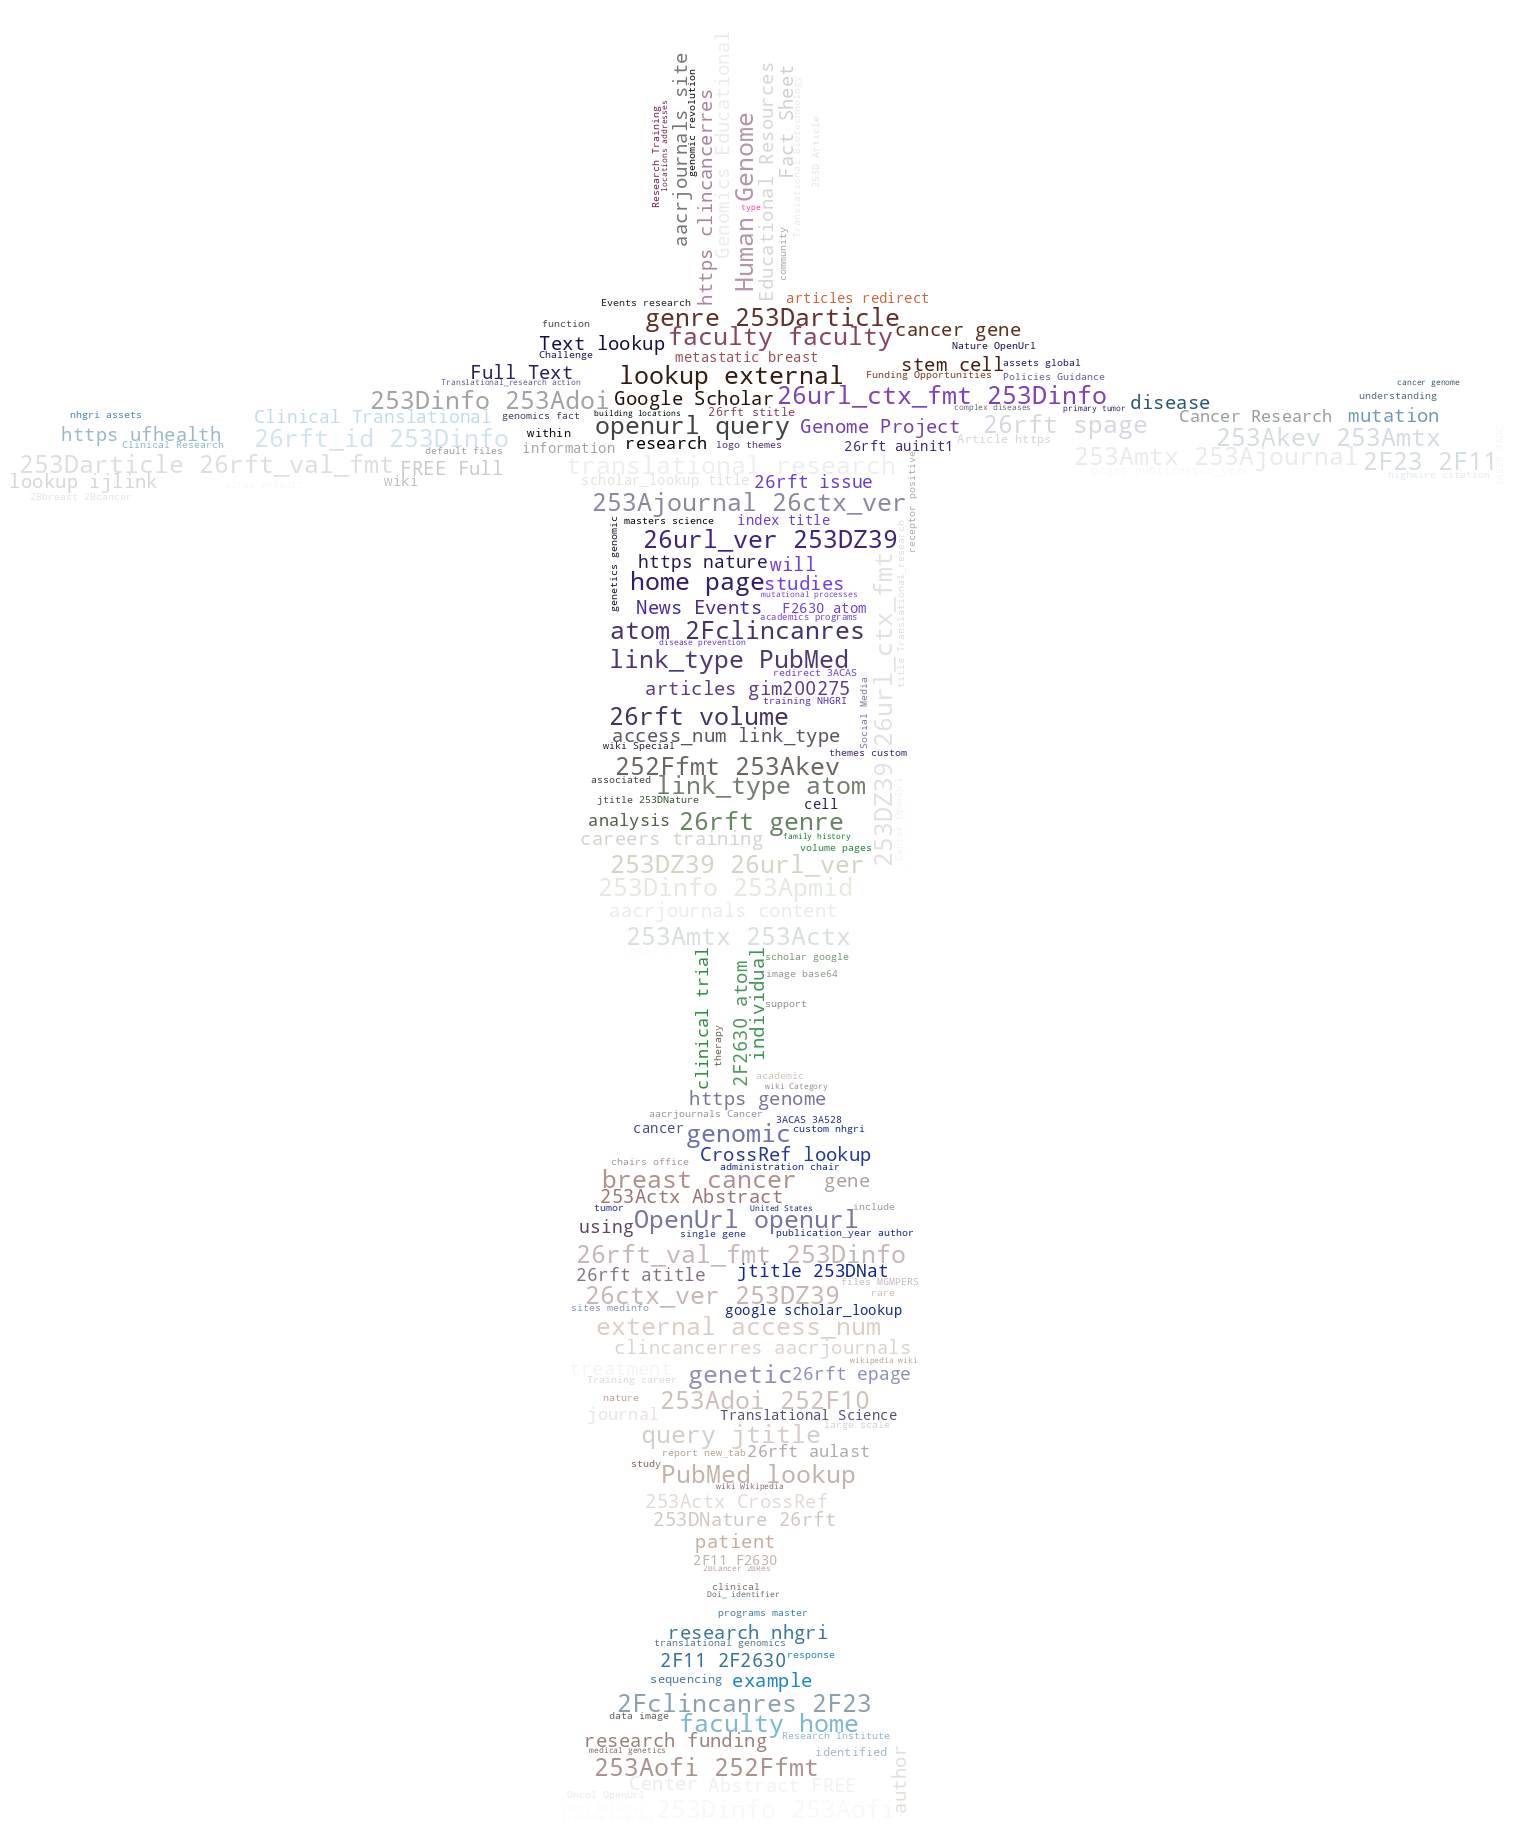 Research Training
locations addresses
aacrjournals site
genomic revolution
https clincancerres
Genomics Educational
Human Genome
type
Educational Resources
Fact Sheet
community
Translational Biotechnology
253D Article
Events research
articles redirect
genre 253Darticle
function
faculty faculty
cancer gene
Text lookup
Nature OpenUrl
Challenge
metastatic breast
stem cell
assets global
Full Text
lookup external
Funding Opportunities
Policies Guidance
Translational_research action
cancer genome
253Dinfo 253Adoi
Google Scholar
26url_ctx_fmt 253Dinfo
disease
understanding
nhgri assets
Clinical Translational
genomics fact
building locations
26rft stitle
complex diseases
primary tumor
Cancer Research
mutation
https ufhealth
Clinical Research
26rft_id 253Dinfo
within
openurl query
Genome Project
26rft spage
253Akev 253Amtx
information
research
logo themes
26rft auinit1
Article https
default files
253Darticle 26rft_val_fmt
FREE Full
translational research
253Amtx 253Ajournal
2F23 2F11
lookup ijlink
sites default
wiki
scholar_lookup title
26rft issue
pages publication_year
highwire citation
2Bbreast 2Bcancer
253Ajournal 26ctx_ver
receptor positive
masters science
index title
genetics genomic
26url_ver 253DZ39
https nature
will
home page
studies
mutational processes
News Events
F2630 atom
academics programs
atom 2Fclincanres
disease prevention
link_type PubMed
redirect 3ACAS
articles gim200275
training NHGRI
26rft volume
Social Media
253DZ39 26url_ctx_fmt
title Translational_research
access_num link_type
wiki Special
themes custom
252Ffmt 253Akev
associated
link_type atom
jtitle 253DNature
cell
analysis
26rft genre
careers training
family history
volume pages
Cancer OpenUrl
253DZ39 26url_ver
253Dinfo 253Apmid
aacrjournals content
253Amtx 253Actx
clinical trial
therapy
2F2630 atom
individual
scholar google
image base64
support
academic
wiki Category
https genome
aacrjournals Cancer
3ACAS 3A528
cancer
genomic
custom nhgri
CrossRef lookup
chairs office
administration chair
breast cancer
gene
253Actx Abstract
tumor
United States
include
using
OpenUrl openurl
single gene
publication_year author
26rft_val_fmt 253Dinfo
26rft atitle
jtitle 253DNat
files MGMPERS
26ctx_ver 253DZ39
rare
sites medinfo
google scholar_lookup
external access_num
clincancerres aacrjournals
wikipedia wiki
treatment
genetic
26rft epage
Training career
nature
253Adoi 252F10
journal
Translational Science
large scale
query jtitle
report new_tab
26rft aulast
study
PubMed lookup
wiki Wikipedia
253Actx CrossRef
253DNature 26rft
patient
2F11 F2630
2BCancer 2BRes
clinical
Doi_ identifier
programs master
research nhgri
translational genomics
2F11 2F2630
response
sequencing
example
2Fclincanres 2F23
data image
faculty home
research funding
Research Institute
medical genetics
identified
253Aofi 252Ffmt
Center
Abstract FREE
author
Oncol OpenUrl
253Dinfo 253Aofi